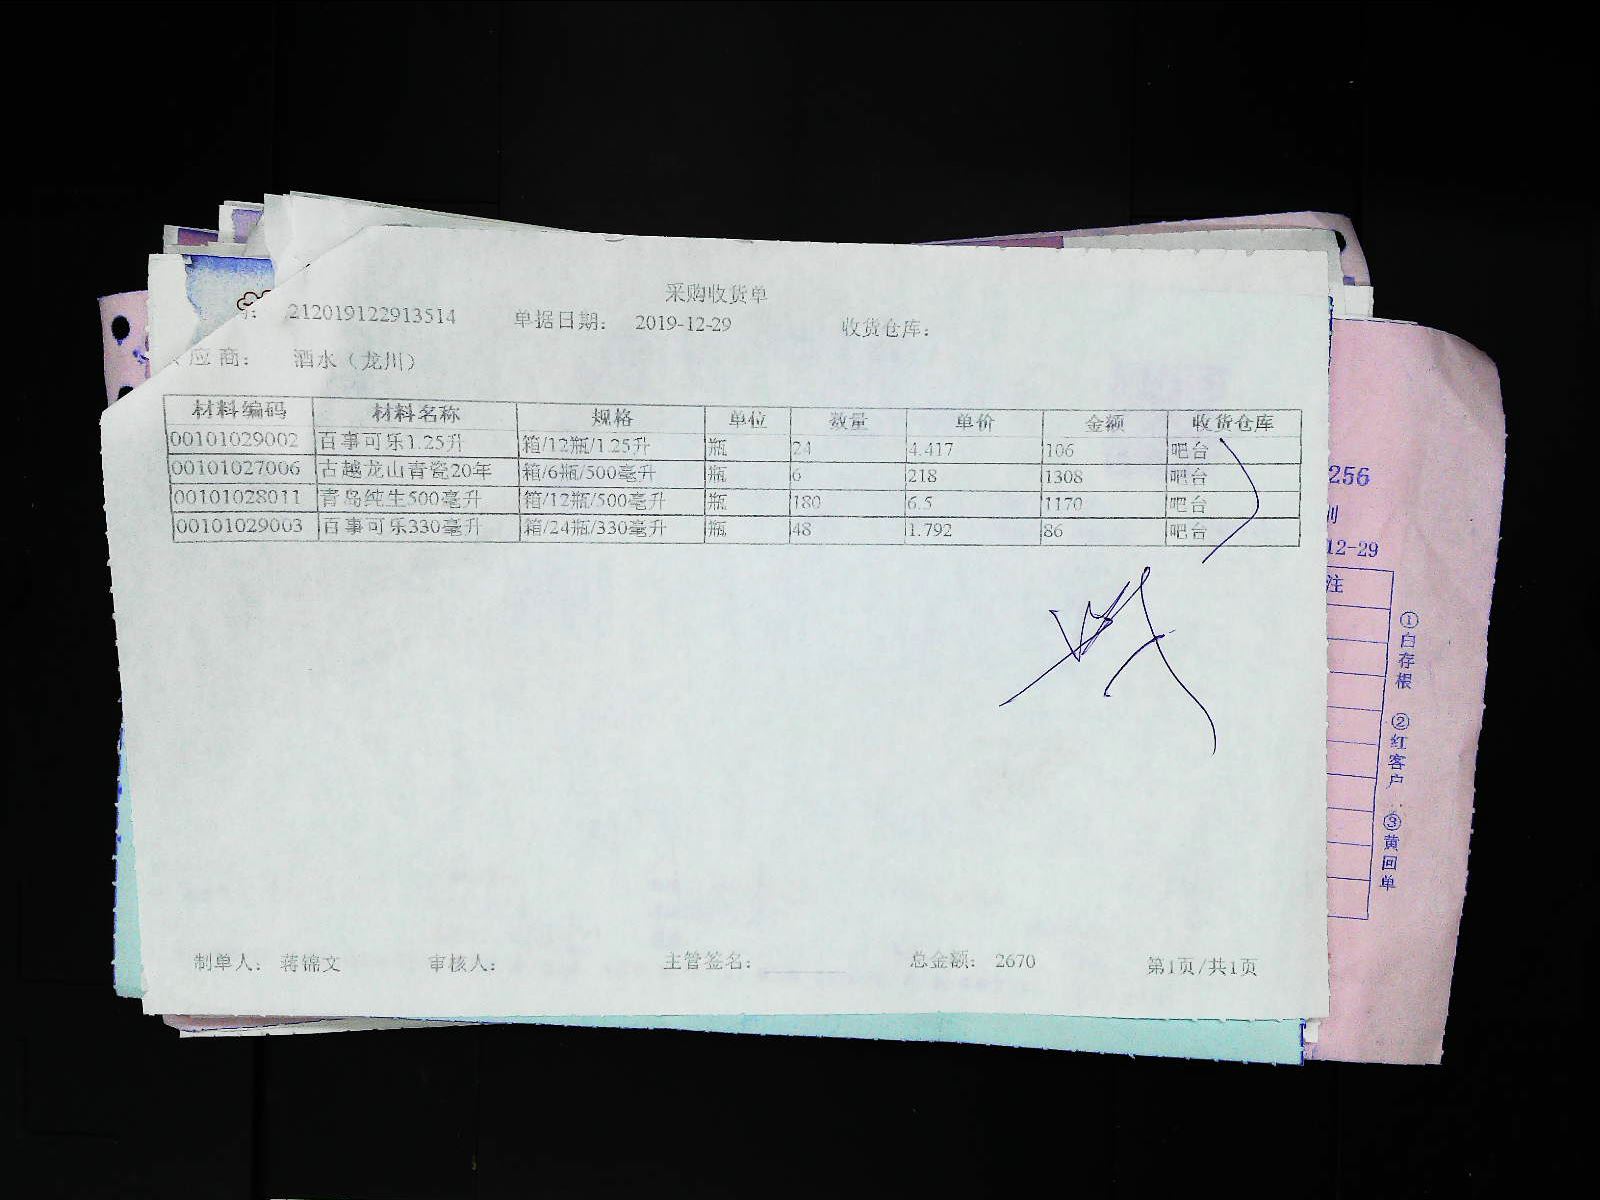 采购收货单
212019122913514 单据日期： 2019-12-29 收货仓库：
应商： 酒水（龙川）
材料编码 材料名称 规格 单位 数量 单价 金额 收货仓库
00101029002 百事可乐1.25升 箱/12瓶/1.25升 瓶 24 4.417 106 吧台
00101027006 古越龙山青瓷20年 箱/6瓶/500毫升 瓶 6 218 1308 吧台
00101028011 青岛纯生500毫升 箱/12瓶/500毫升 瓶 180 6.5 1170 吧台
00101029003 百事可乐330毫升 箱/24瓶/330毫升 瓶 48 1.792 86 吧台
制单人： 蒋锦文 审核人： 主管签名： 总金额： 2670 第1页/共1页
256
12-29
注
①白存根 ②红客户 ③黄回单